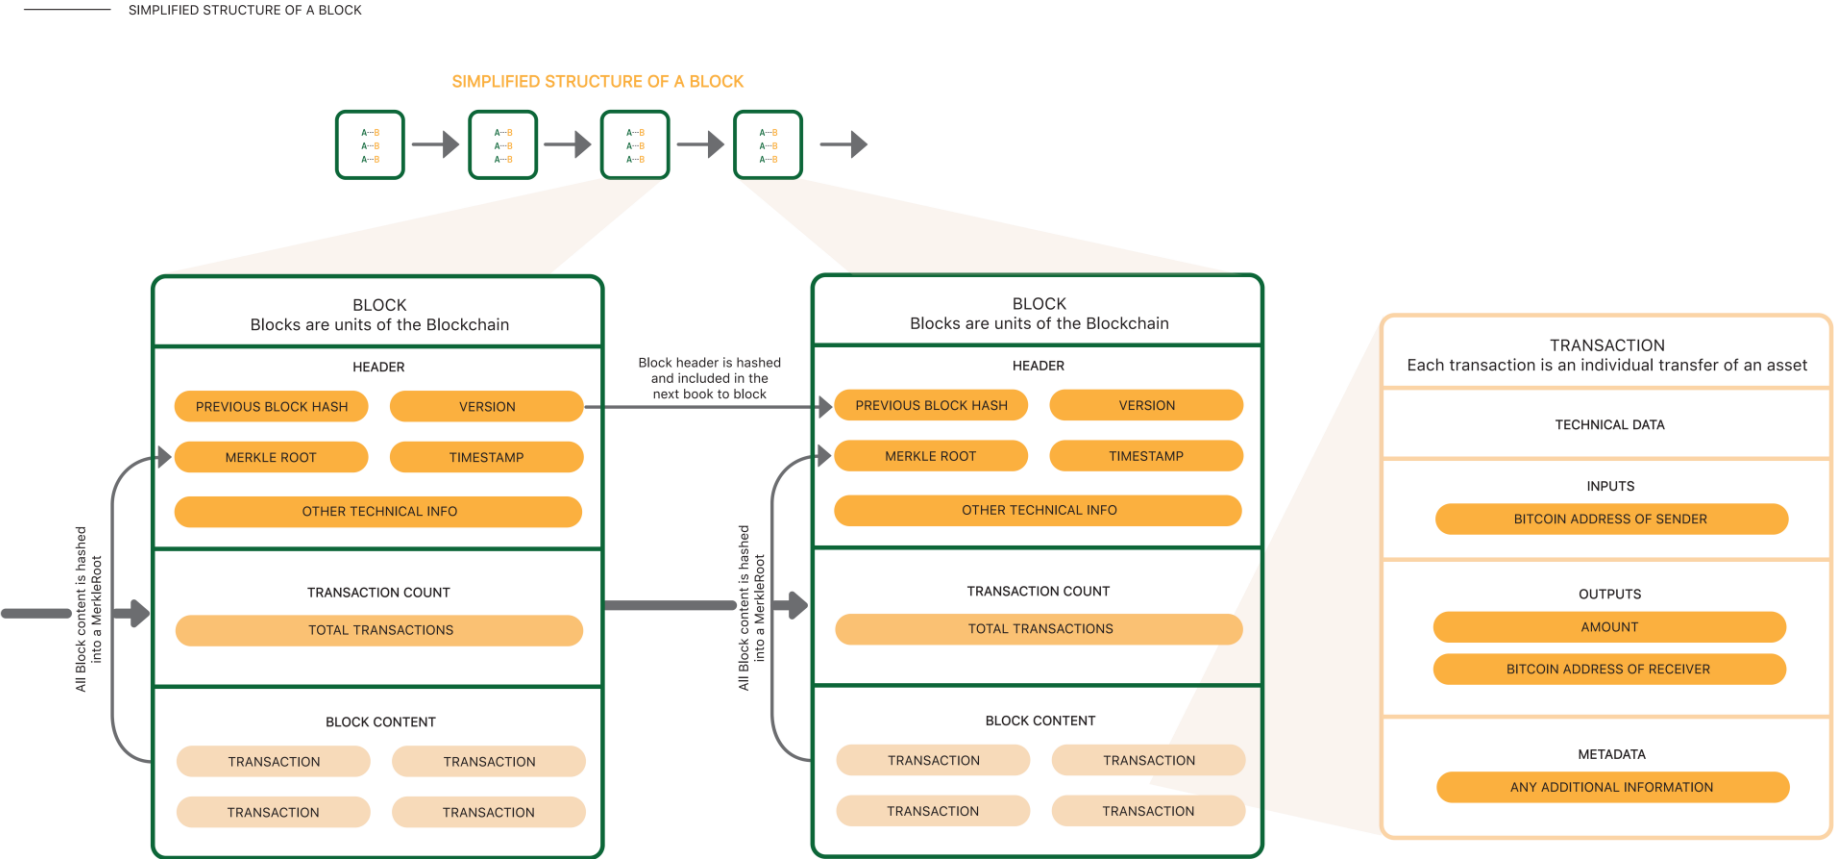 SIMPLIFIED STRUCTURE OF A BLOCK
SIMPLIFIED STRUCTURE OF A BLOCK
A---B
A---B
A---B
A---B
A---B
A---B
A---B
A---B
A---B
A---B
A---B
A---B
BLOCK
Blocks are units of the Blockchain
HEADER
PREVIOUS BLOCK HASH
VERSION
MERKLE ROOT
TIMESTAMP
OTHER TECHNICAL INFO
TRANSACTION COUNT
TOTAL TRANSACTIONS
BLOCK CONTENT
TRANSACTION
TRANSACTION
TRANSACTION
TRANSACTION
All Block content is hashed
into a MerkleRoot
Block header is hashed
and included in the
next book to block
BLOCK
Blocks are units of the Blockchain
HEADER
PREVIOUS BLOCK HASH
VERSION
MERKLE ROOT
TIMESTAMP
OTHER TECHNICAL INFO
TRANSACTION COUNT
TOTAL TRANSACTIONS
BLOCK CONTENT
TRANSACTION
TRANSACTION
TRANSACTION
TRANSACTION
All Block content is hashed
into a MerkleRoot
TRANSACTION
Each transaction is an individual transfer of an asset
TECHNICAL DATA
INPUTS
BITCOIN ADDRESS OF SENDER
OUTPUTS
AMOUNT
BITCOIN ADDRESS OF RECEIVER
METADATA
ANY ADDITIONAL INFORMATION